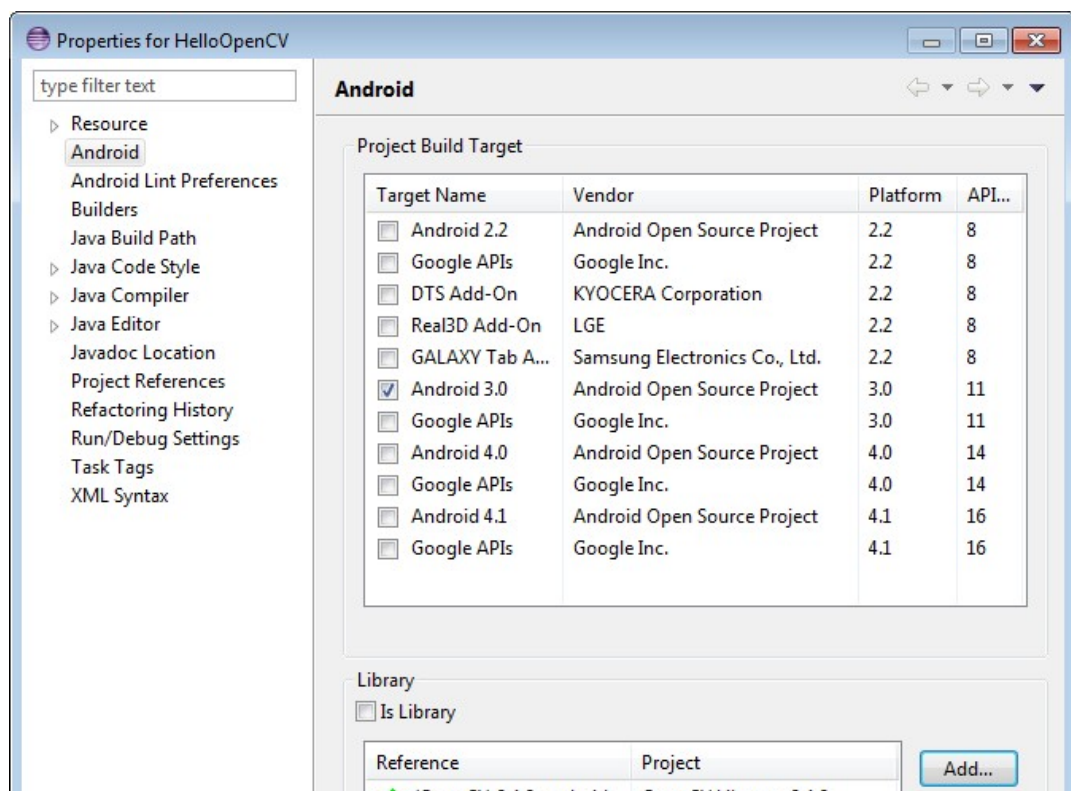 Properties for HelloOpenCV
type filter text
Resource
Android
Android Lint Preferences
Builders
Java Build Path
Java Code Style
Java Compiler
Java Editor
Javadoc Location
Project References
Refactoring History
Run/Debug Settings
Task Tags
XML Syntax
Android
Project Build Target
Target Name Vendor Platform API...
Android 2.2 Android Open Source Project 2.2 8
Google APIs Google Inc. 2.2 8
DTS Add-On KYOCERA Corporation 2.2 8
Real3D Add-On LGE 2.2 8
GALAXY Tab A... Samsung Electronics Co., Ltd. 2.2 8
Android 3.0 Android Open Source Project 3.0 11
Google APIs Google Inc. 3.0 11
Android 4.0 Android Open Source Project 4.0 14
Google APIs Google Inc. 4.0 14
Android 4.1 Android Open Source Project 4.1 16
Google APIs Google Inc. 4.1 16
Library
Is Library
Reference Project
Add...